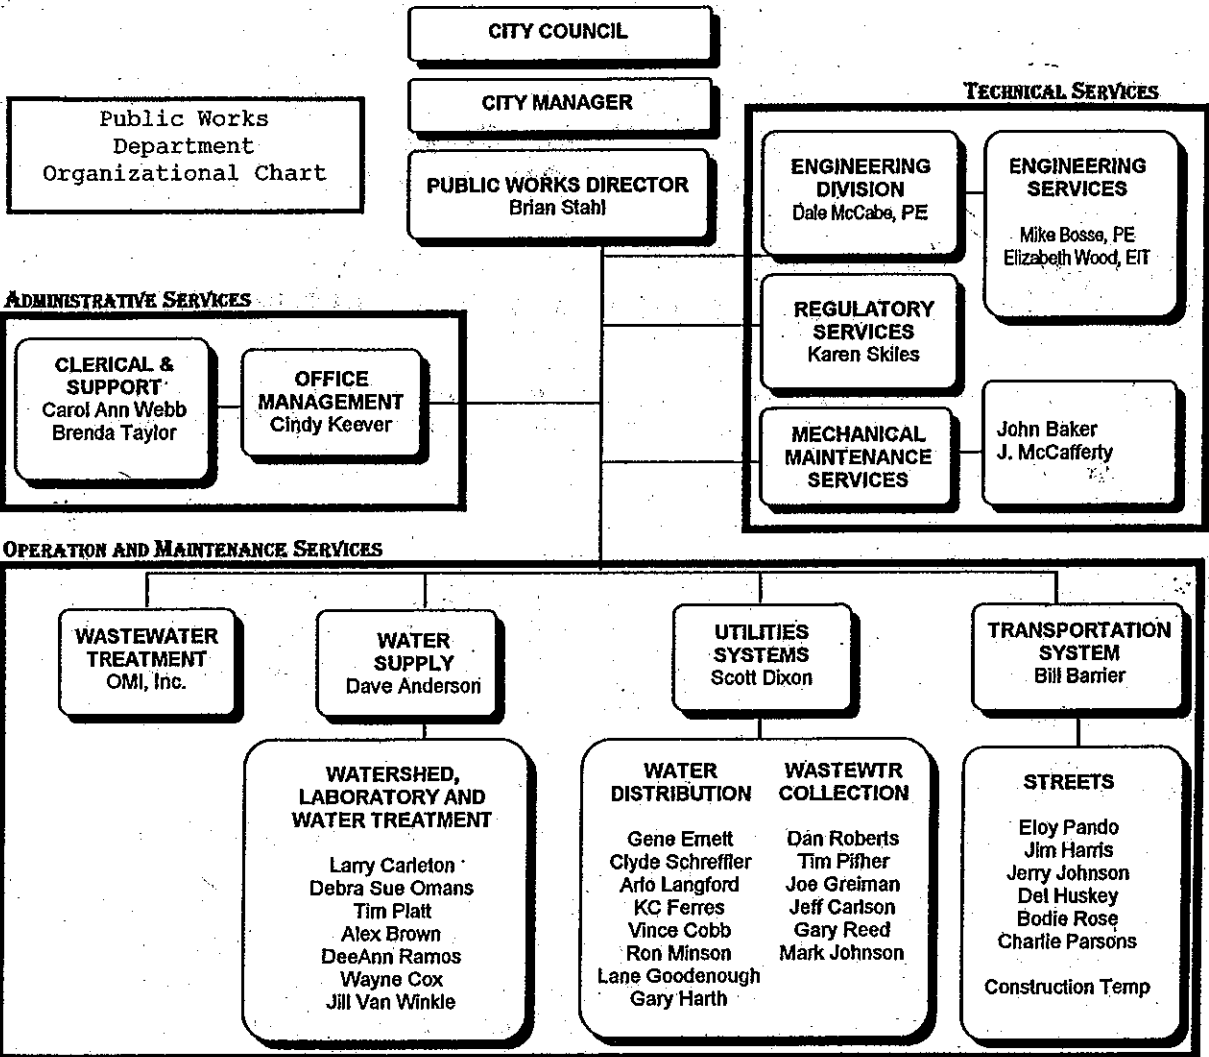 CITY COUNCIL
CITY MANAGER
PUBLIC WORKS DIRECTOR
Brian Stahl
Public Works
Department
Organizational Chart
TECHNICAL SERVICES
ENGINEERING
DIVISION
Dale McCabe, PE
ENGINEERING
SERVICES
Mike Bosse, PE
Elizabeth Wood, EIT
REGULATORY
SERVICES
Karen Skiles
MECHANICAL
MAINTENANCE
SERVICES
John Baker
J. McCafferty
ADMINISTRATIVE SERVICES
CLERICAL &
SUPPORT
Carol Ann Webb
Brenda Taylor
OFFICE
MANAGEMENT
Cindy Keever
OPERATION AND MAINTENANCE SERVICES
WASTEWATER
TREATMENT
OMI, Inc.
WATER
SUPPLY
Dave Anderson
UTILITIES
SYSTEMS
Scott Dixon
TRANSPORTATION
SYSTEM
Bill Barrier
WATERSHED,
LABORATORY AND
WATER TREATMENT
Larry Carleton
Debra Sue Omans
Tim Platt
Alex Brown
DeeAnn Ramos
Wayne Cox
Jill Van Winkle
WATER
DISTRIBUTION
Gene Emett
Clyde Schreffler
Arlo Langford
KC Ferres
Vince Cobb
Ron Minson
Lane Goodenough
Gary Harth
WASTEWTR
COLLECTION
Dan Roberts
Tim Pifher
Joe Greiman
Jeff Carlson
Gary Reed
Mark Johnson
STREETS
Eloy Pando
Jim Harris
Jerry Johnson
Del Huskey
Bodie Rose
Charlie Parsons
Construction Temp